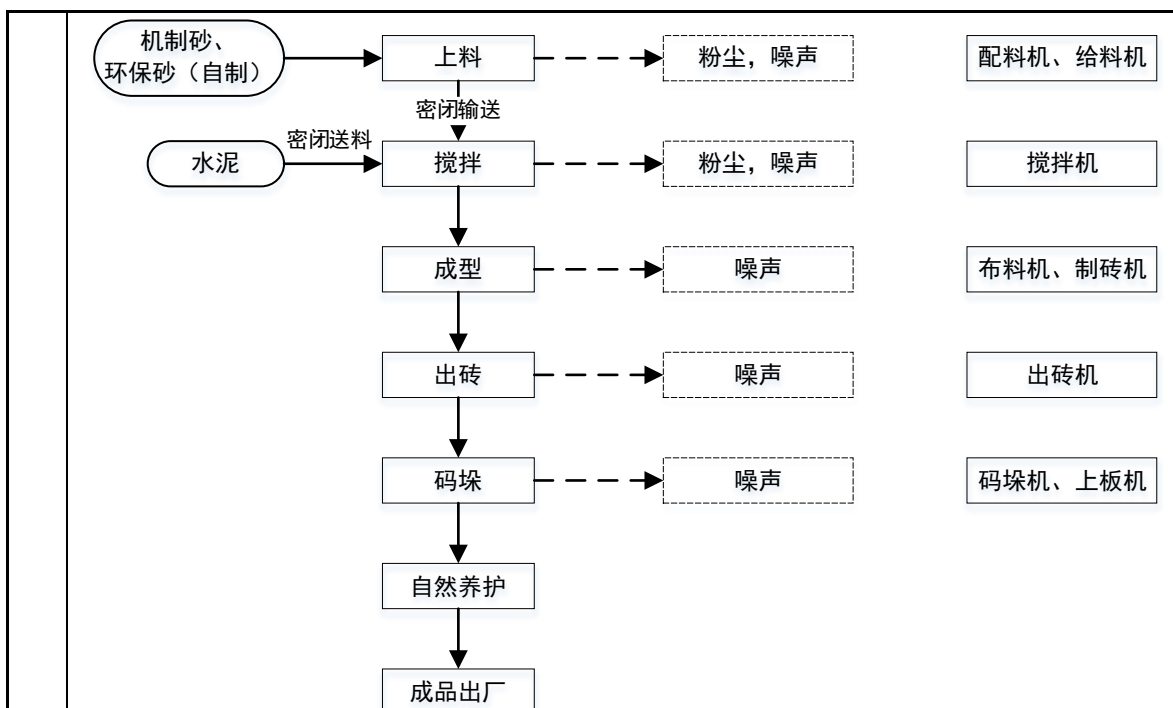 机制砂、
环保砂（自制）
上料
粉尘，噪声
配料机、给料机
密闭输送
密闭送料
水泥
搅拌
粉尘，噪声
搅拌机
成型
噪声
布料机、制砖机
出砖
噪声
出砖机
码垛
噪声
码垛机、上板机
自然养护
成品出厂